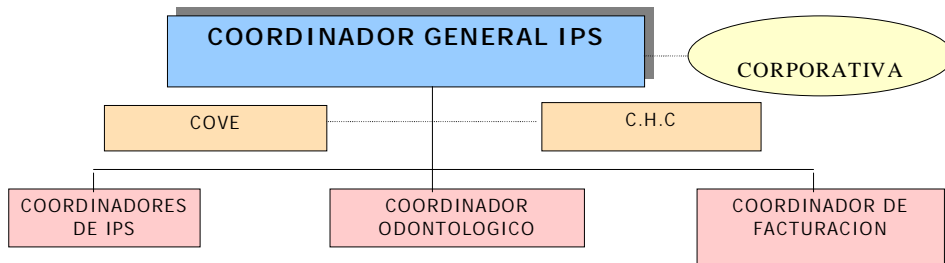 COORDINADOR GENERAL IPS
CORPORATIVA
COVE
C.H.C
COORDINADORES
DE IPS
COORDINADOR
ODONTOLOGICO
COORDINADOR DE
FACTURACION